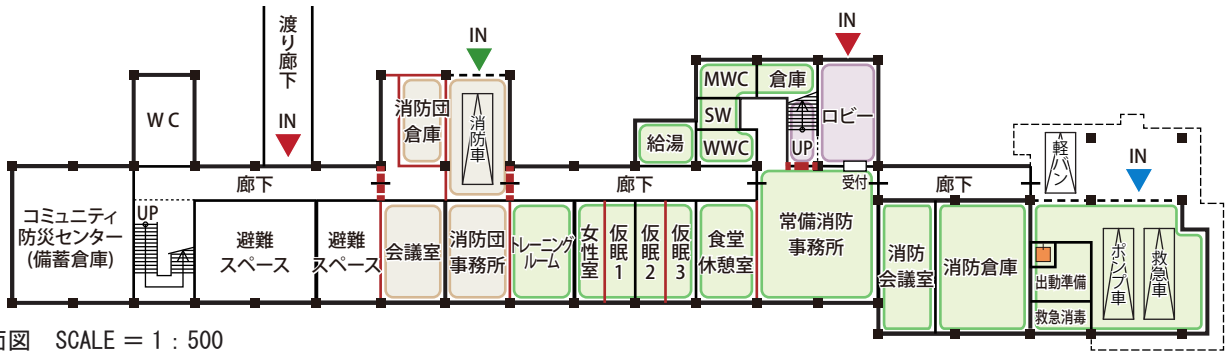 渡り廊下
IN
WC
IN
消防団
倉庫
消防車
MWC
倉庫
SW
WWC
給湯
UP
IN
ロビー
受付
軽バン
IN
廊下
廊下
廊下
コミュニティ
防災センター
(備蓄倉庫)
UP
避難
スペース
避難
スペース
会議室
消防団
事務所
トレーニング
ルーム
女性室
仮眠1
仮眠2
仮眠3
食堂
休憩室
常備消防
事務所
消防
会議室
消防倉庫
出動準備
救急消毒
ポンプ車
救急車
面図 SCALE = 1 : 500